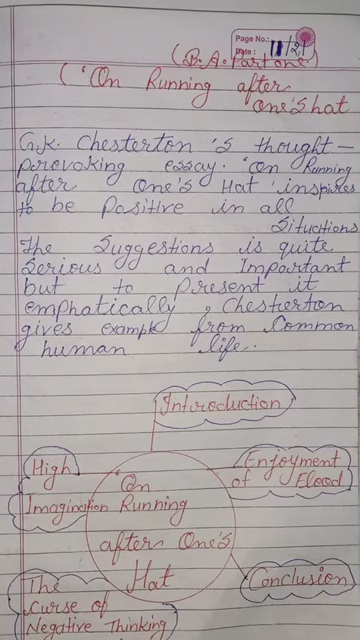 Page No.:
Date :
(B.A. Part one)
("On Running after
One's hat
G.K. Chesterton 's thought-
provoking essay. 'On Running
after One's Hat' inspires
to be Positive in all
Situctions
The Suggestions is quite
Serious and Important
but to present it
emphatically, Chesterton
gives example from Common
human life.
Introduction
High
Imagination
Enjoyment
of Flood
'On
Running
after One's
Hat
Conclusion
The
Curse of
Negative Thinking